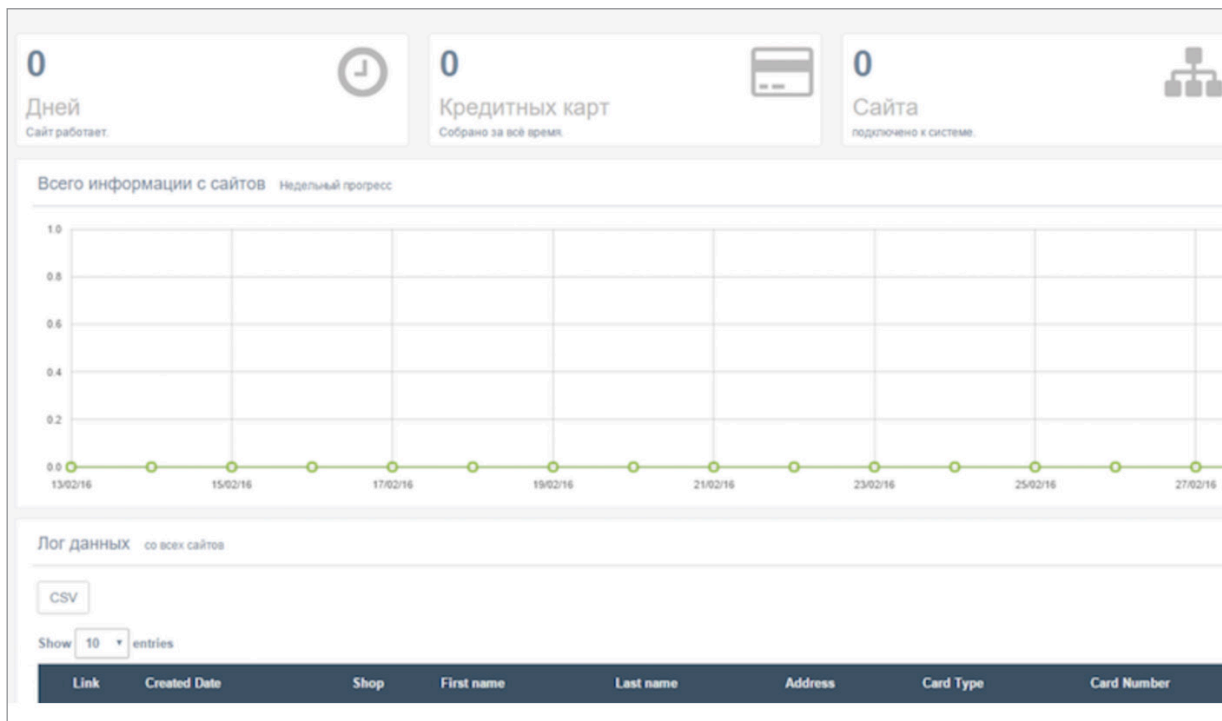 0
Дней
Сайт работает.
0
Кредитных карт
Собрано за всё время.
0
Сайта
подключено к системе.
Всего информации с сайтов Недельный прогресс
1.0
0.8
0.6
0.4
0.2
0.0
13/02/16 15/02/16 17/02/16 19/02/16 21/02/16 23/02/16 25/02/16 27/02/16
Лог данных со всех сайтов
CSV
Show 10 entries
Link Created Date Shop First name Last name Address Card Type Card Number